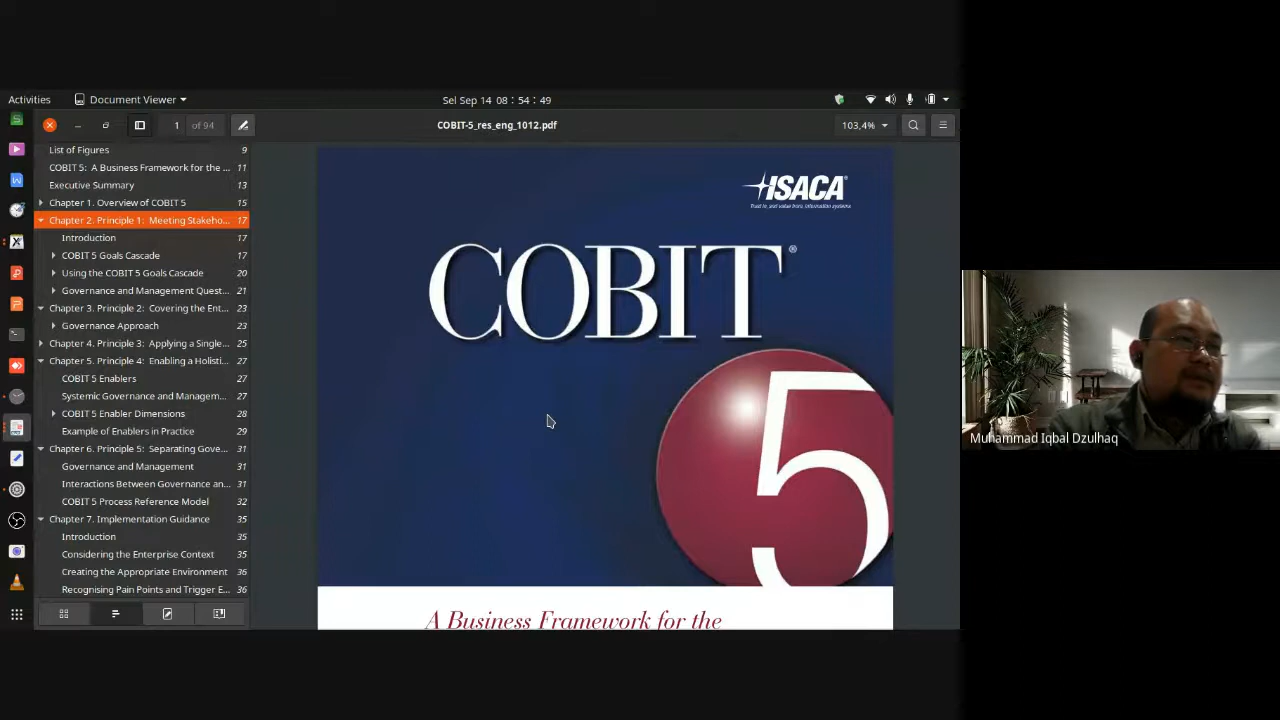 Activities
Document Viewer
Sel Sep 14 08:54:49
1
of 94
COBIT-5_res_eng_1012.pdf
103,4%
List of Figures 9
COBIT 5: A Business Framework for the ... 11
Executive Summary 13
Chapter 1. Overview of COBIT 5 15
Chapter 2. Principle 1: Meeting Stakeho... 17
Introduction 17
COBIT 5 Goals Cascade 17
Using the COBIT 5 Goals Cascade 20
Governance and Management Quest... 21
Chapter 3. Principle 2: Covering the Ent... 23
Governance Approach 23
Chapter 4. Principle 3: Applying a Single... 25
Chapter 5. Principle 4: Enabling a Holisti... 27
COBIT 5 Enablers 27
Systemic Governance and Managem... 27
COBIT 5 Enabler Dimensions 28
Example of Enablers in Practice 29
Chapter 6. Principle 5: Separating Gove... 31
Governance and Management 31
Interactions Between Governance an... 31
COBIT 5 Process Reference Model 32
Chapter 7. Implementation Guidance 35
Introduction 35
Considering the Enterprise Context 35
Creating the Appropriate Environment 36
Recognising Pain Points and Trigger E... 36
ISACA®
Trust in, and value from, information systems
COBIT®
5
A Business Framework for the
Muhammad Iqbal Dzulhaq